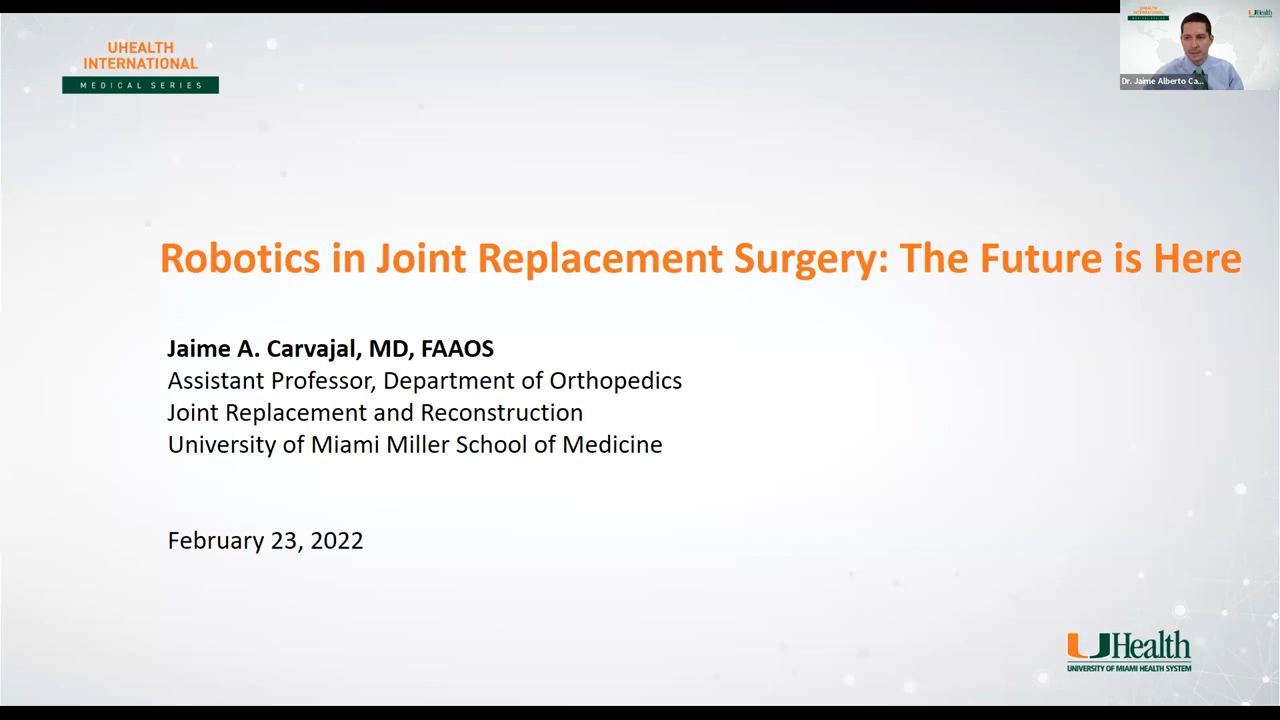 UHEALTH
INTERNATIONAL
MEDICAL SERIES
UHealth
Dr. Jaime Alberto Ca...
Robotics in Joint Replacement Surgery: The Future is Here
Jaime A. Carvajal, MD, FAAOS
Assistant Professor, Department of Orthopedics
Joint Replacement and Reconstruction
University of Miami Miller School of Medicine
February 23, 2022
UHealth
UNIVERSITY OF MIAMI HEALTH SYSTEM